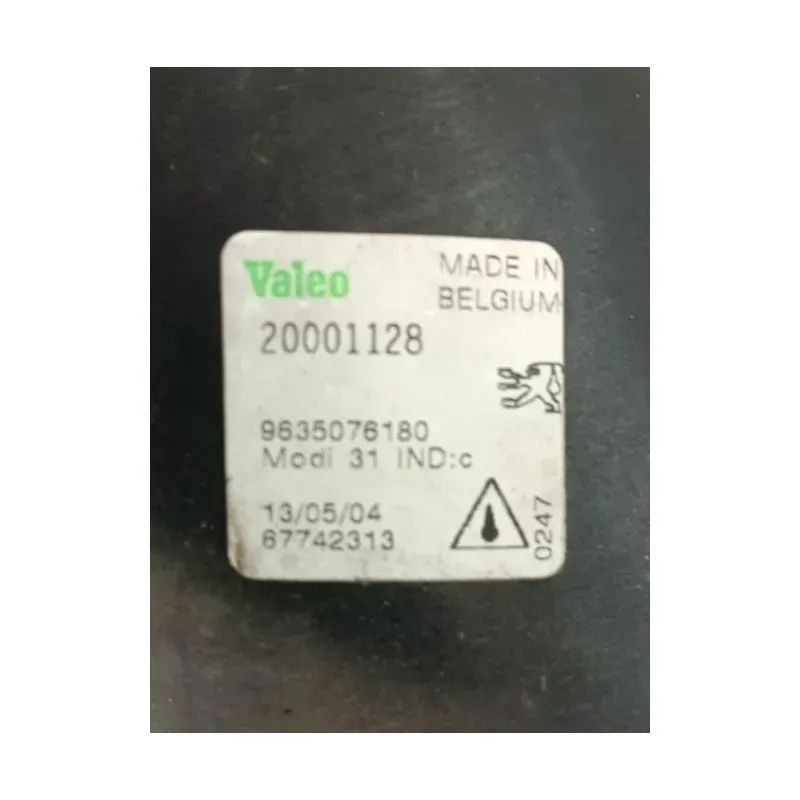 Valeo
MADE IN
BELGIUM
20001128
9635076180
Modi 31 IND:c
13/05/04
67742313
0247